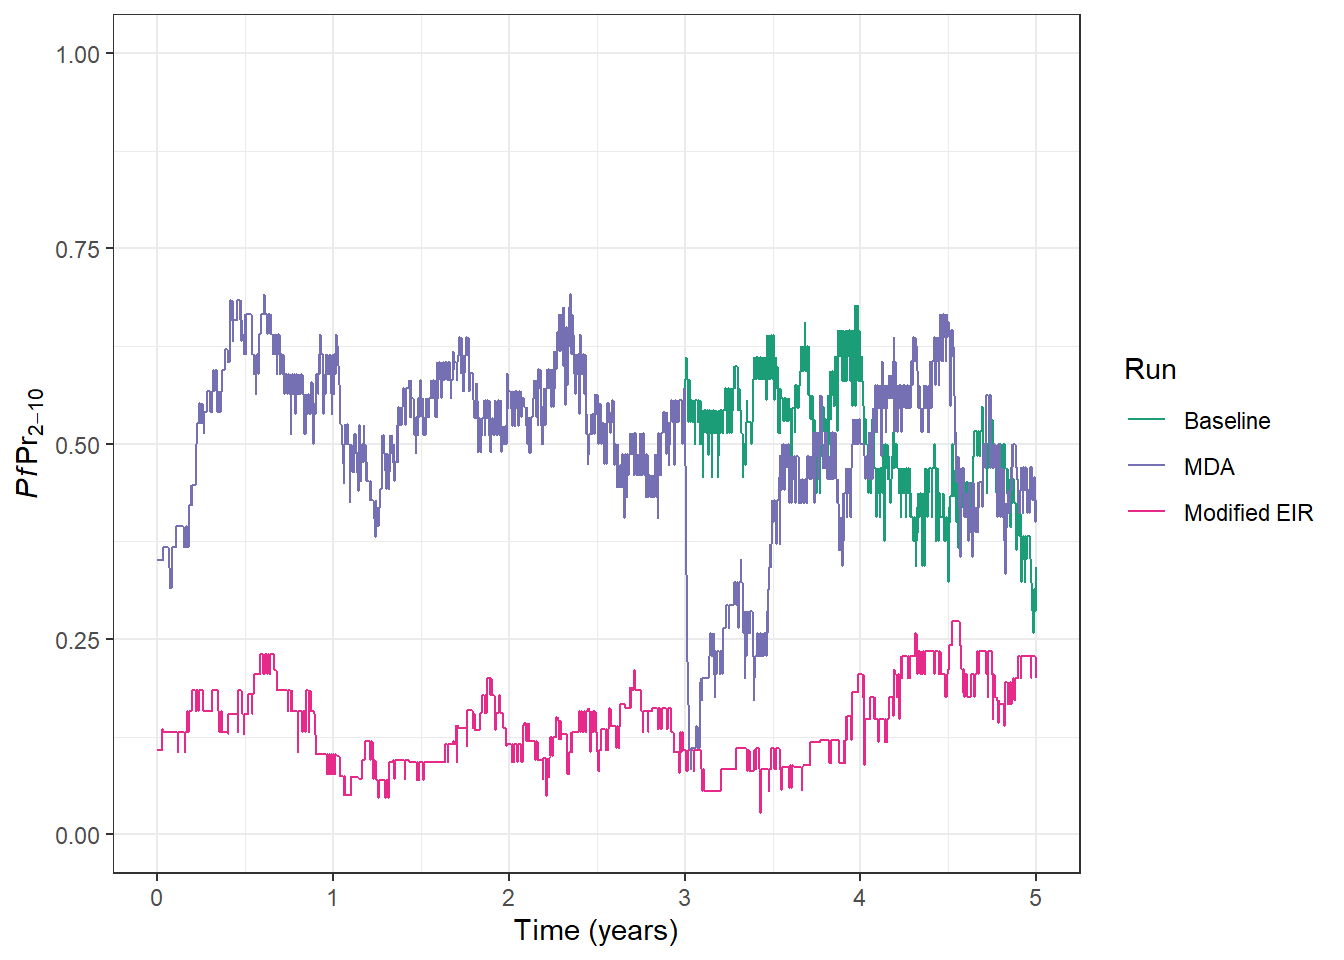 1.00
0.75
0.50
0.25
0.00
PfPr2−10
0
1
2
3
4
5
Time (years)
Run
Baseline
MDA
Modified EIR